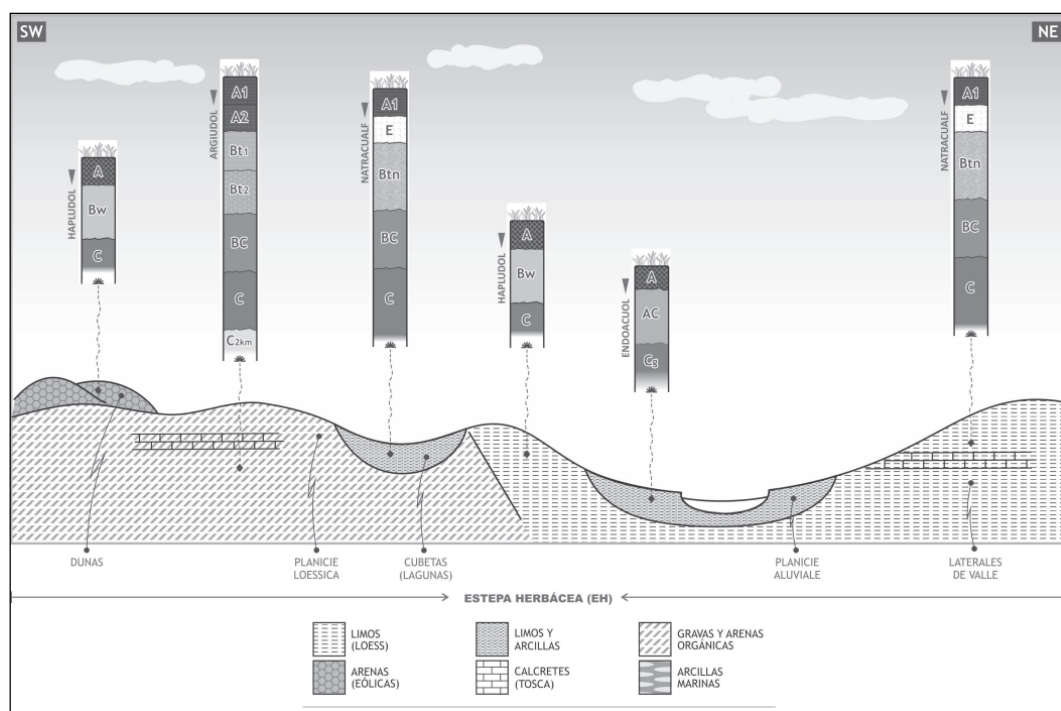 SW
NE
HAPLUDOL
A
Bw
C
ARGIUDOL
A1
A2
Bt1
Bt2
BC
C
C2km
NATRACUALF
A1
E
Btn
BC
C
HAPLUDOL
A
Bw
C
ENDOACUOL
A
AC
Cg
NATRACUALF
A1
E
Btn
BC
C
DUNAS
PLANICIE
LOESSICA
CUBETAS
(LAGUNAS)
PLANICIE
ALUVIALE
LATERALES
DE VALLE
ESTEPA HERBÁCEA (EH)
LIMOS
(LOESS)
LIMOS Y
ARCILLAS
GRAVAS Y ARENAS
ORGÁNICAS
ARENAS
(EÓLICAS)
CALCRETES
(TOSCA)
ARCILLAS
MARINAS